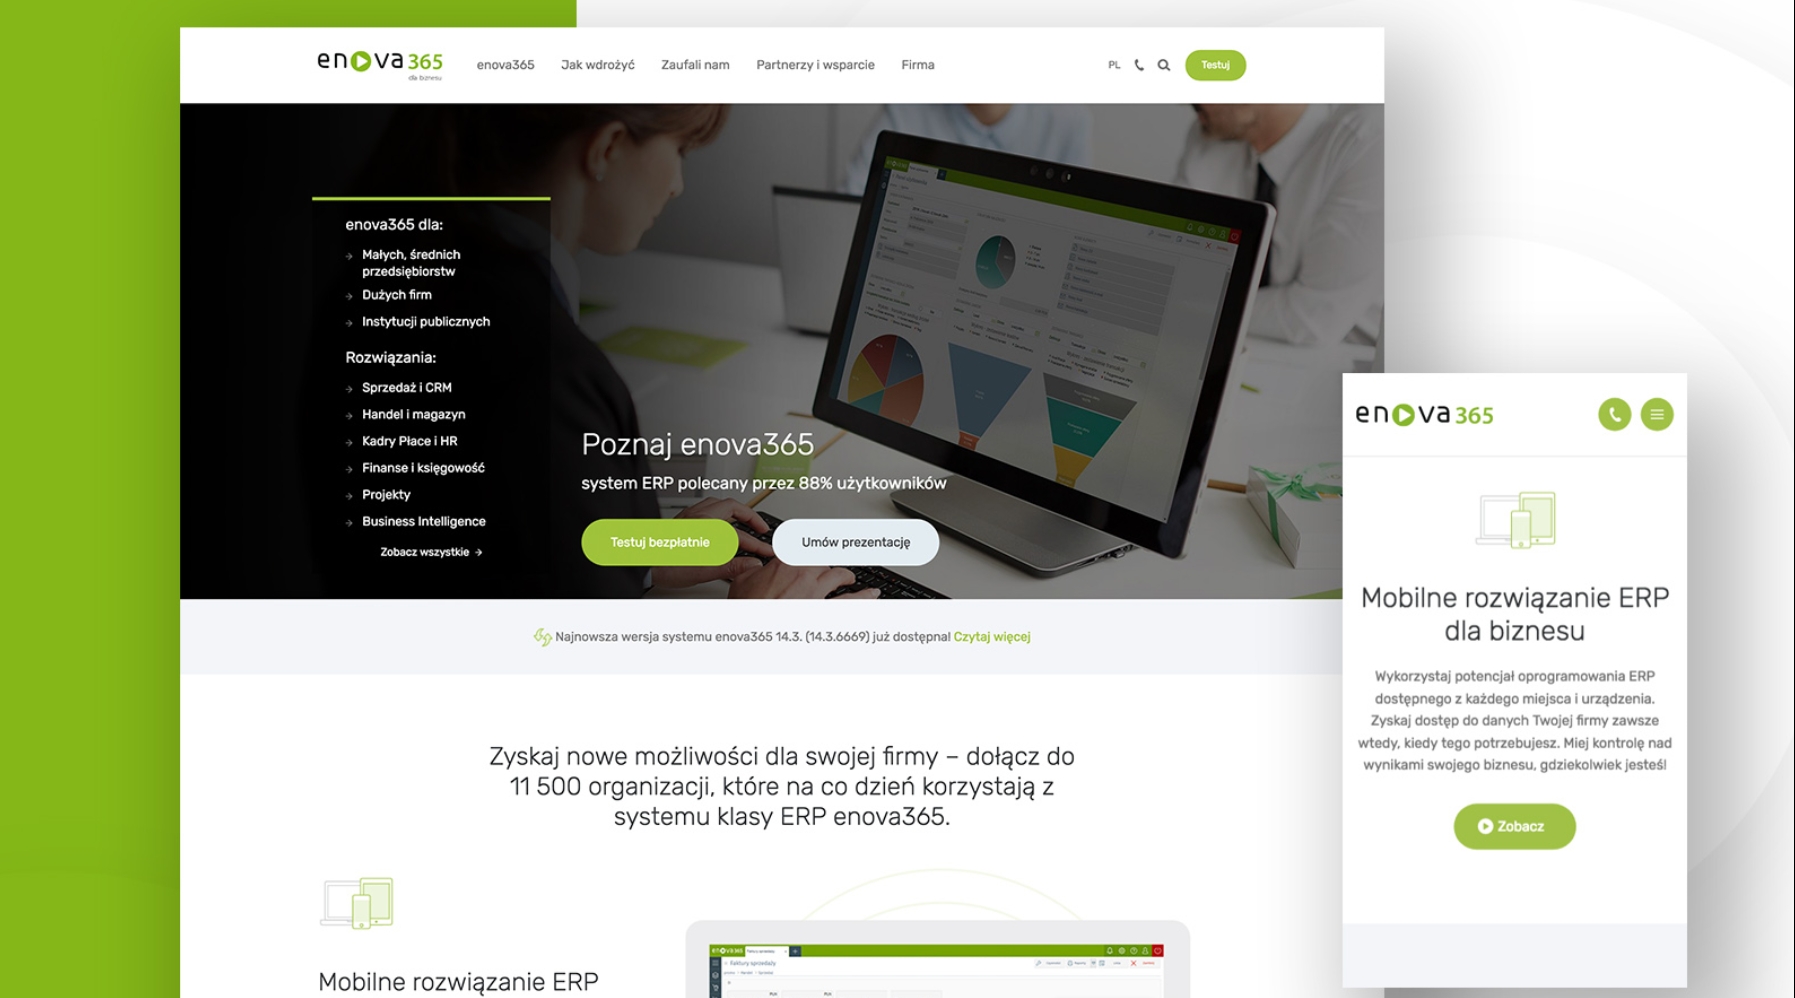 enova365
dla biznesu
enova365 Jak wdrożyć Zaufali nam Partnerzy i wsparcie Firma
PL Testuj
enova365 dla:
Małych, średnich
przedsiębiorstw
Dużych firm
Instytucji publicznych
Rozwiązania:
Sprzedaż i CRM
Handel i magazyn
Kadry Płace i HR
Finanse i księgowość
Projekty
Business Intelligence
Zobacz wszystkie
Poznaj enova365
system ERP polecany przez 88% użytkowników
Testuj bezpłatnie Umów prezentację
Najnowsza wersja systemu enova365 14.3. (14.3.6669) już dostępna! Czytaj więcej
Zyskaj nowe możliwości dla swojej firmy – dołącz do
11 500 organizacji, które na co dzień korzystają z
systemu klasy ERP enova365.
Mobilne rozwiązanie ERP
enova365
Faktury sprzedaży
enova365
Mobilne rozwiązanie ERP
dla biznesu
Wykorzystaj potencjał oprogramowania ERP
dostępnego z każdego miejsca i urządzenia.
Zyskaj dostęp do danych Twojej firmy zawsze
wtedy, kiedy tego potrzebujesz. Miej kontrolę nad
wynikami swojego biznesu, gdziekolwiek jesteś!
Zobacz